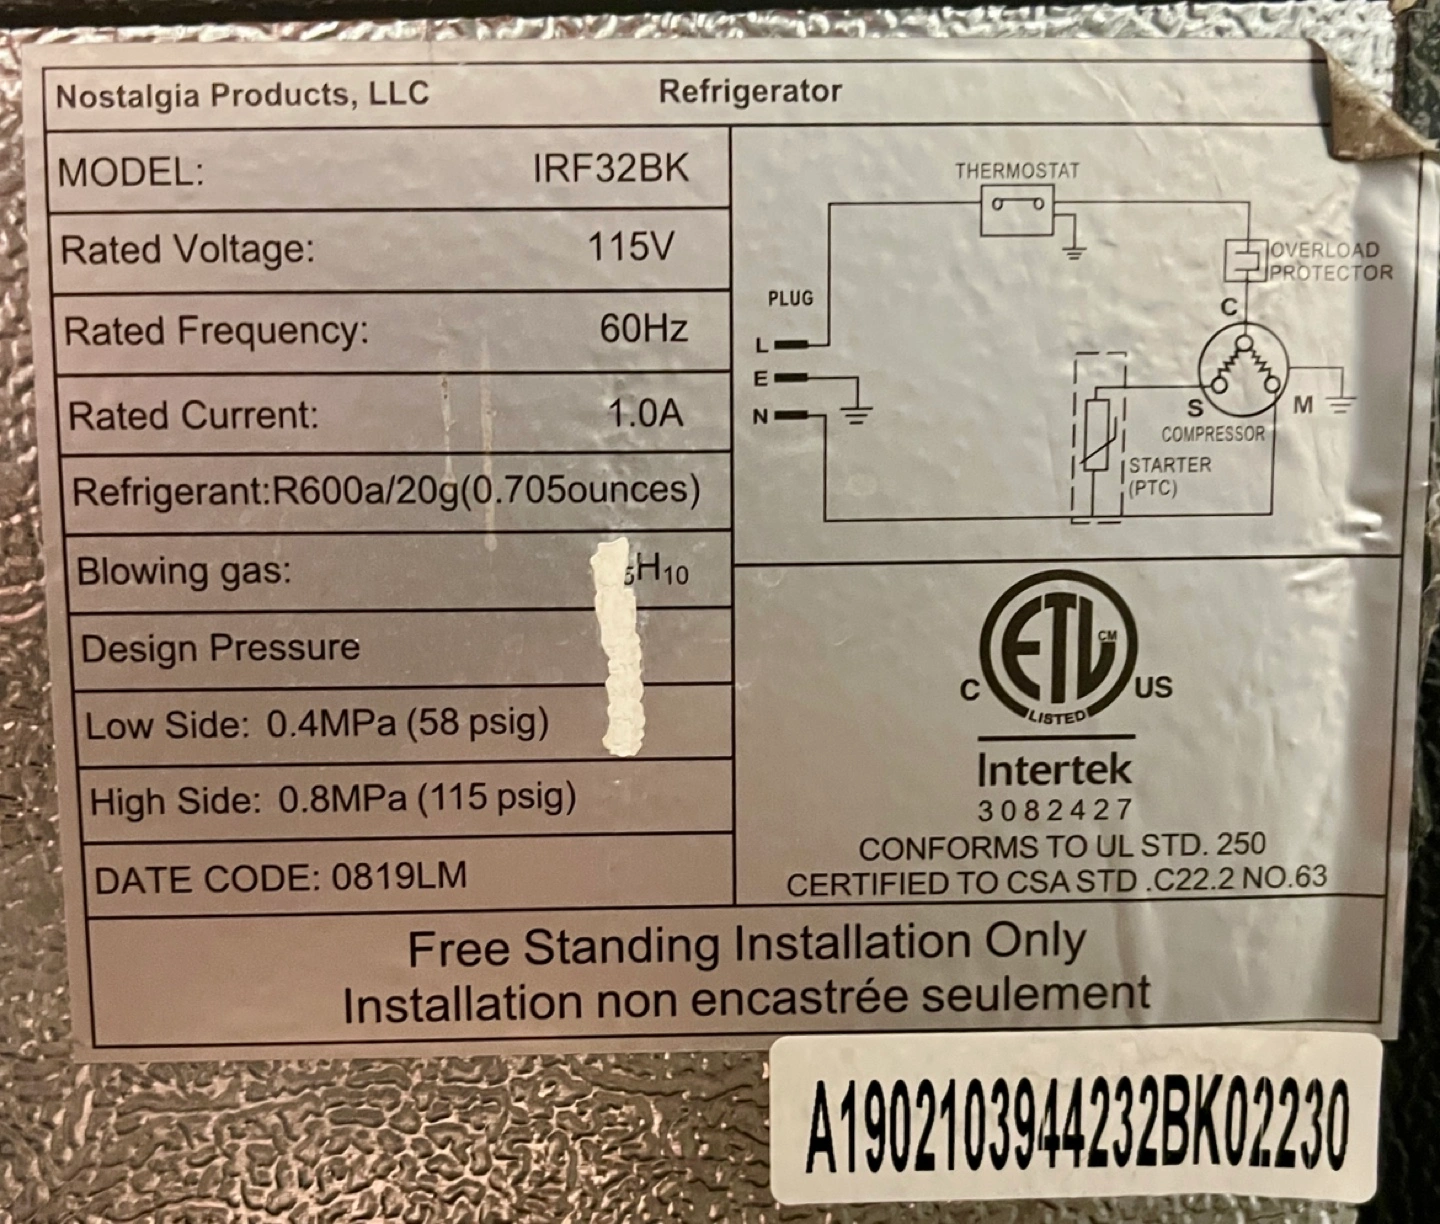 Nostalgia Products, LLC Refrigerator
MODEL: IRF32BK
Rated Voltage: 115V
Rated Frequency: 60Hz
Rated Current: 1.0A
Refrigerant:R600a/20g(0.705ounces)
Blowing gas: ₅H₁₀
Design Pressure
Low Side: 0.4MPa (58 psig)
High Side: 0.8MPa (115 psig)
DATE CODE: 0819LM
THERMOSTAT
OVERLOAD
PROTECTOR
PLUG
C
L
E
N
S
M
COMPRESSOR
STARTER
(PTC)
ETL CM
C US
LISTED
Intertek
3082427
CONFORMS TO UL STD. 250
CERTIFIED TO CSA STD .C22.2 NO.63
Free Standing Installation Only
Installation non encastrée seulement
A1902103944232BK02230